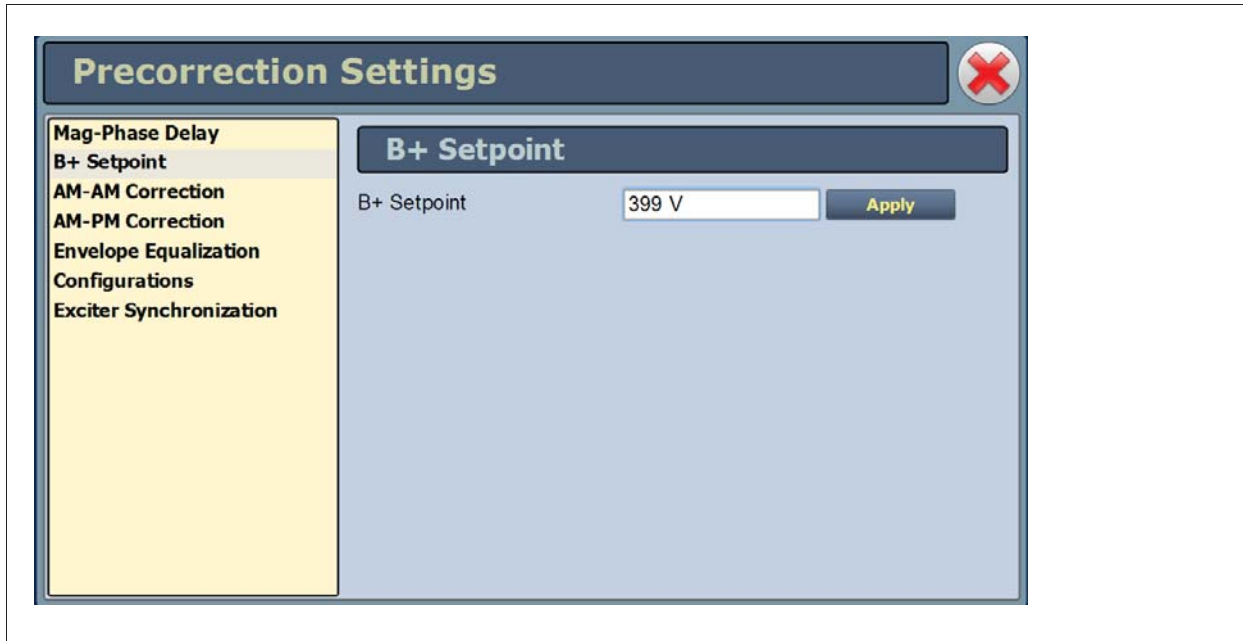 Precorrection Settings
Mag-Phase Delay
B+ Setpoint
AM-AM Correction
AM-PM Correction
Envelope Equalization
Configurations
Exciter Synchronization
B+ Setpoint
B+ Setpoint 399 V Apply